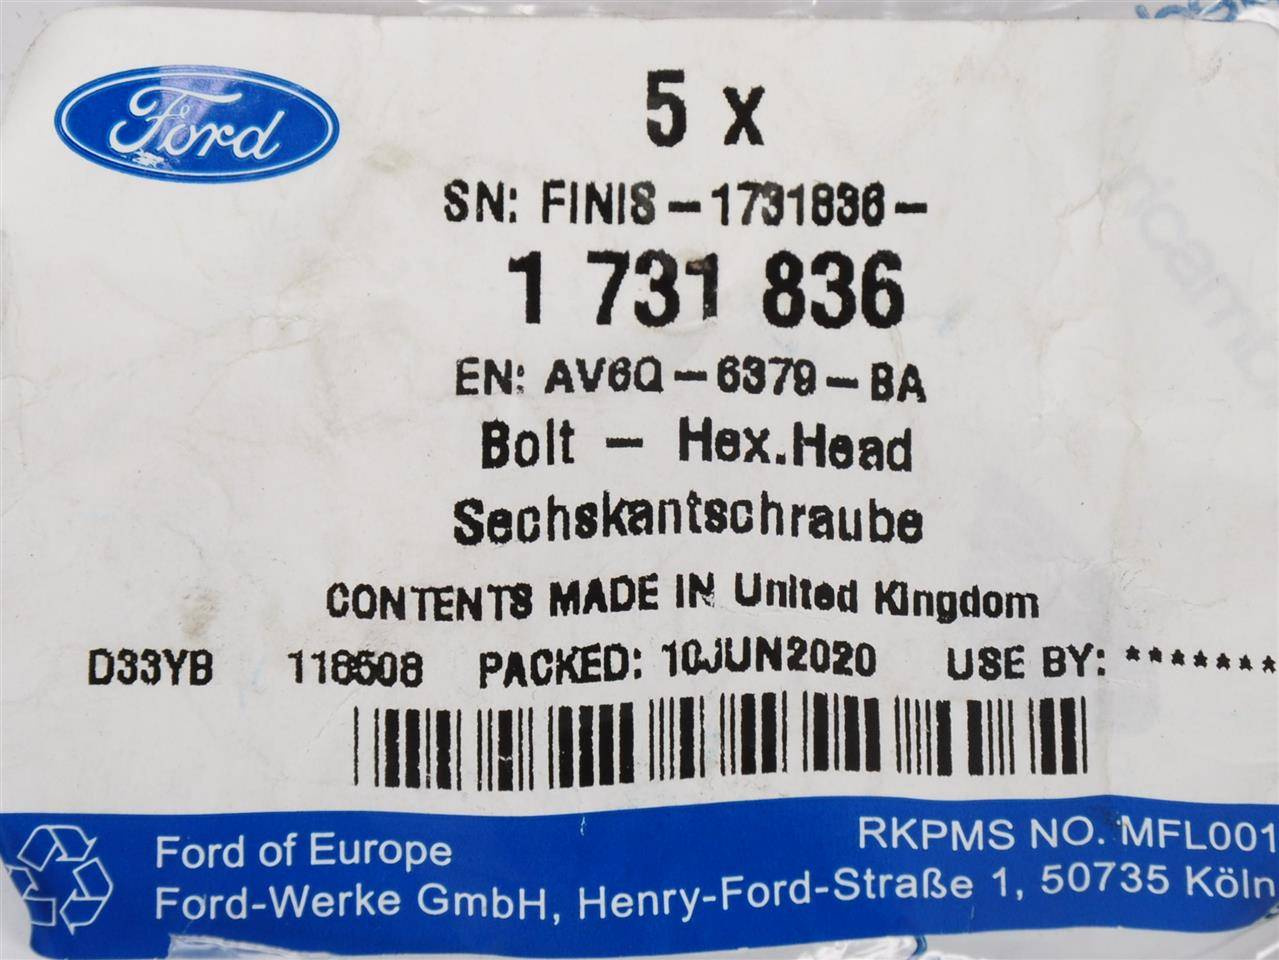 Ford
5 x
SN: FINIS-1731836-
1 731 836
EN: AV6Q-6379-BA
Bolt - Hex.Head
Sechskantschraube
CONTENTS MADE IN United Kingdom
D33YB 118508 PACKED: 10JUN2020 USE BY: *******
Ford of Europe
RKPMS NO. MFL001
Ford-Werke GmbH, Henry-Ford-Straße 1, 50735 Köln